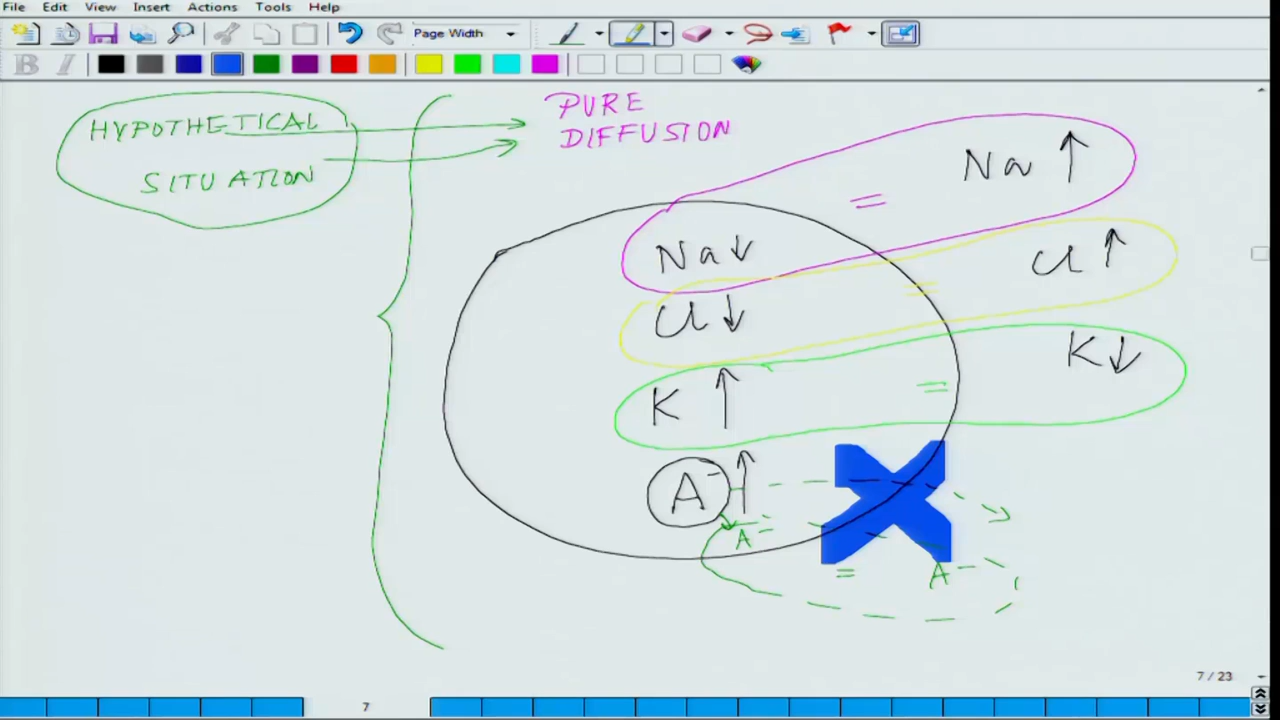 File Edit View Insert Actions Tools Help
Page Width
B I
HYPOTHETICAL
SITUATION
PURE
DIFFUSION
Na ↑
=
Na ↓
Cl ↑
=
Cl ↓
K ↓
=
K ↑
A⁻ ↑
A⁻
= A⁻
7 / 23
7